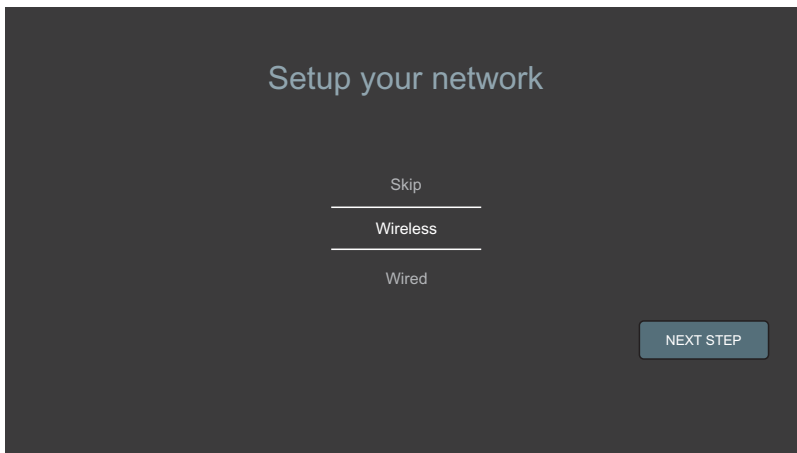 Setup your network
Skip
Wireless
Wired
NEXT STEP